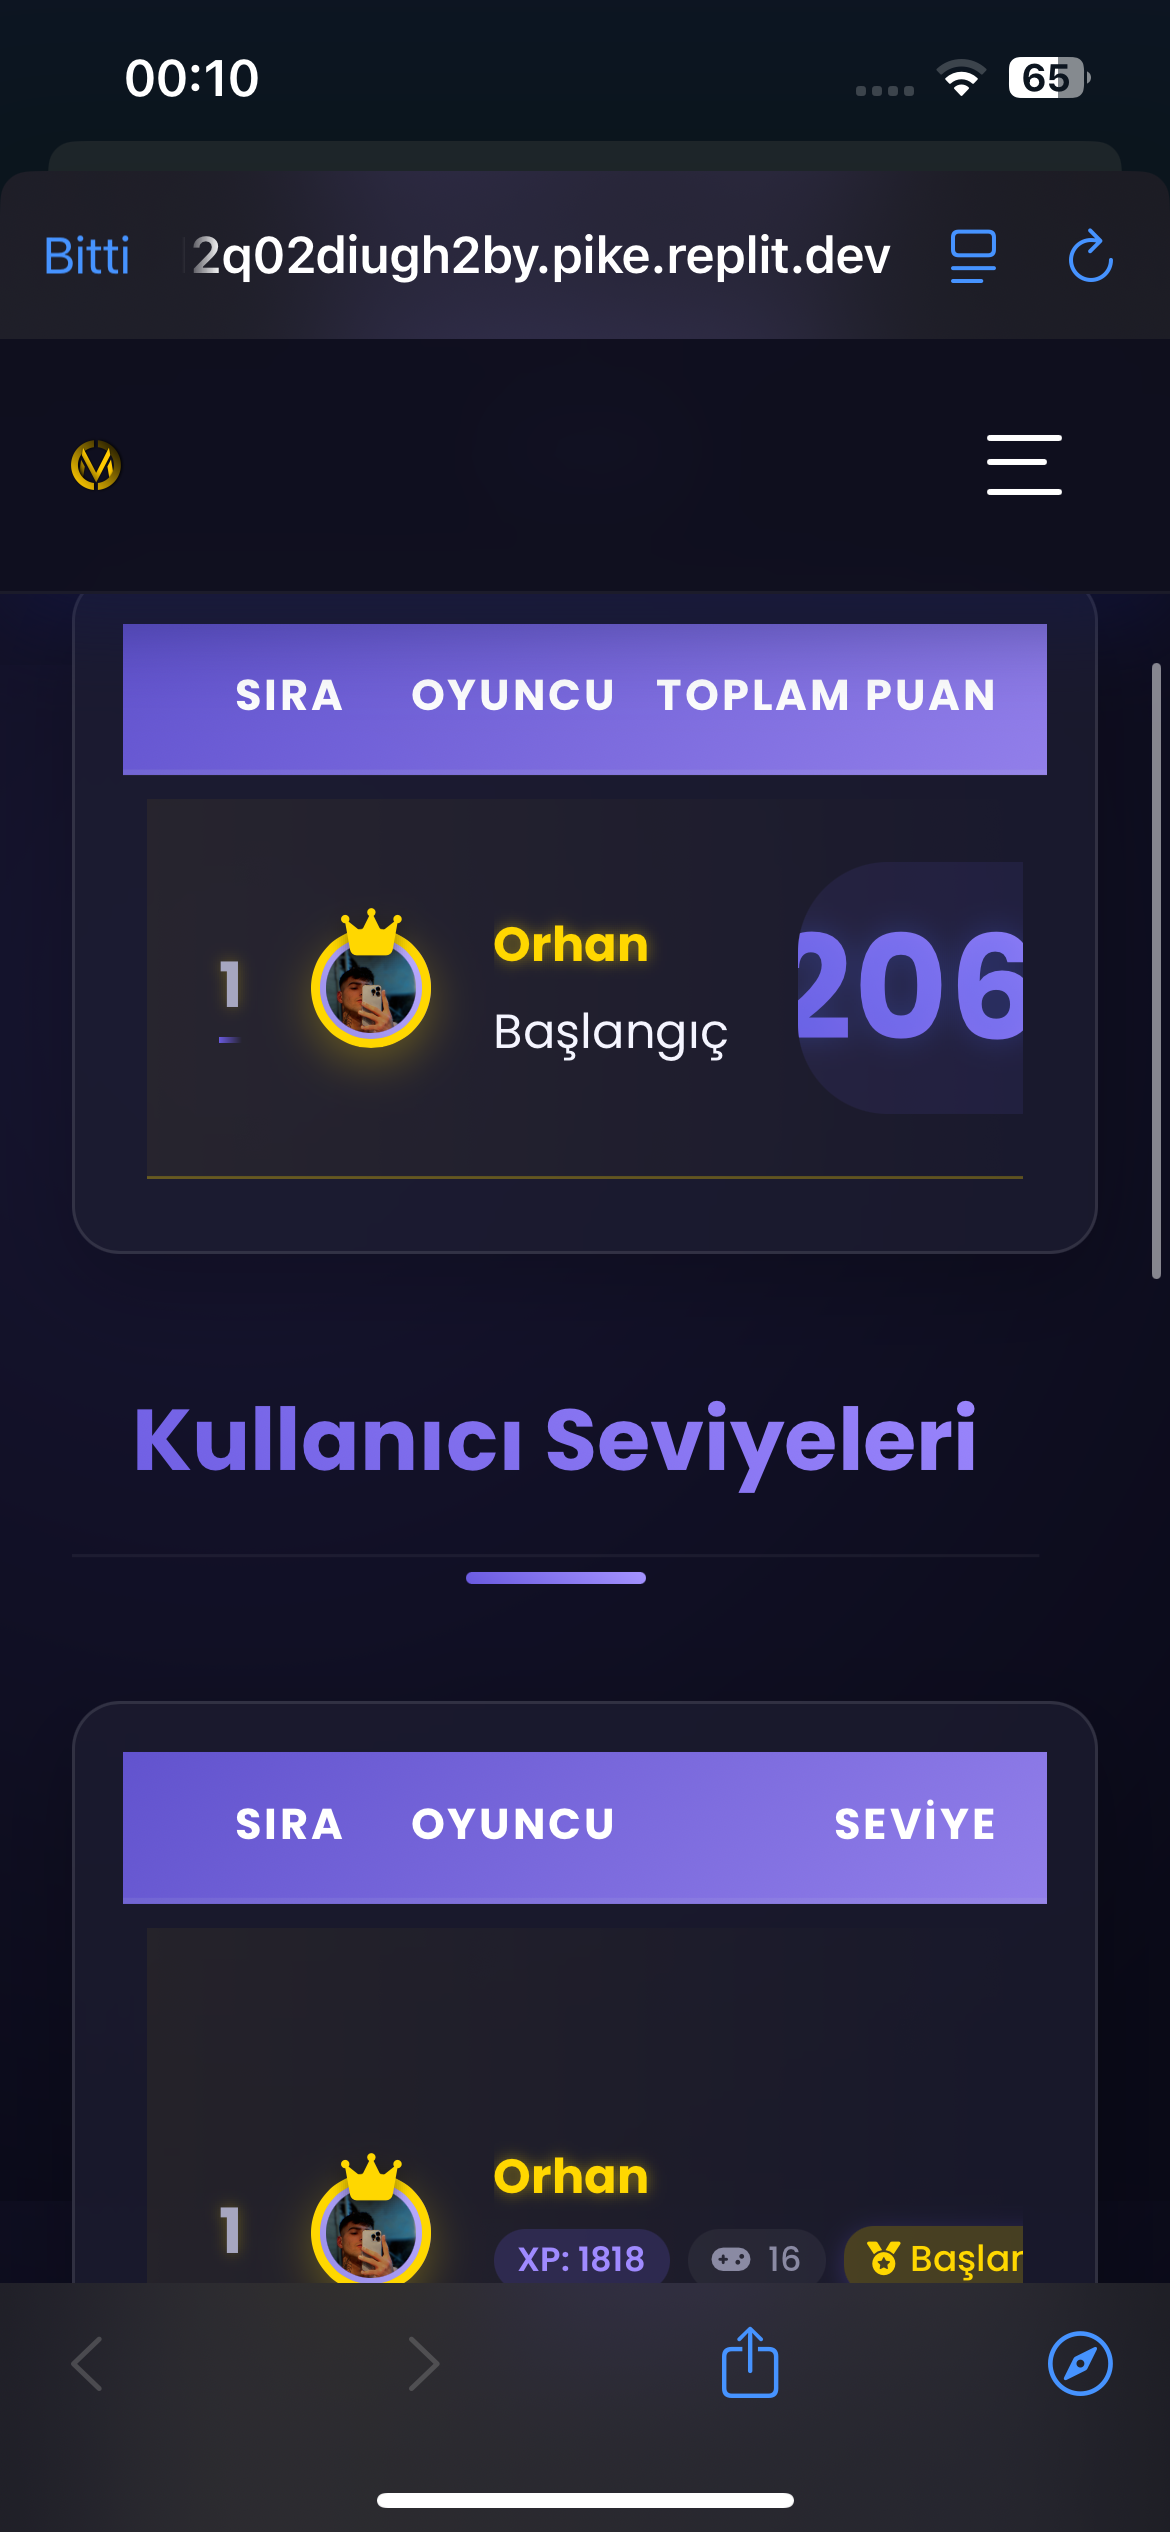 00:10
65
Bitti
2q02diugh2by.pike.replit.dev
SIRA OYUNCU TOPLAM PUAN
1
Orhan
Başlangıç
206
Kullanıcı Seviyeleri
SIRA OYUNCU SEVİYE
1
Orhan
XP: 1818 16 Başlan